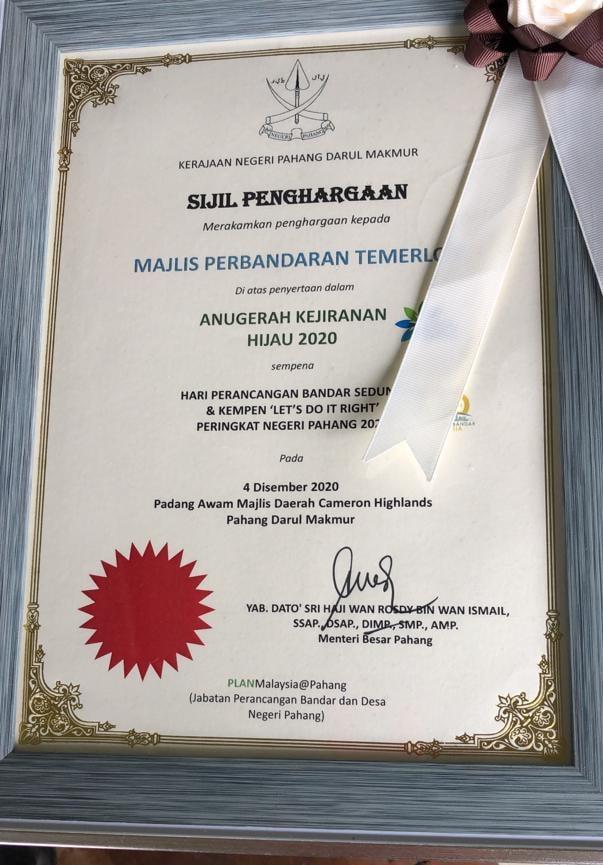 KERAJAAN NEGERI PAHANG DARUL MAKMUR
SIJIL PENGHARGAAN
Merakamkan penghargaan kepada
MAJLIS PERBANDARAN
Di atas penyertaan dalam
ANUGERAH KEJIRANAN
HIJAU 2020
sempena
HARI PERANCANGAN BANDAR
& KEMPEN 'LET'S DO IT RIGHT'
PERINGKAT NEGERI PAHANG
Pada
4 Disember 2020
Padang Awam Majlis Daerah Cameron Highlands
Pahang Darul Makmur
YAB. DATO' SRI HAJI WAN ROSDY BIN WAN ISMAIL,
SSAP., DSAP., DIMP., SMP., AMP.
Menteri Besar Pahang
PLANMalaysia@Pahang
(Jabatan Perancangan Bandar dan Desa
Negeri Pahang)